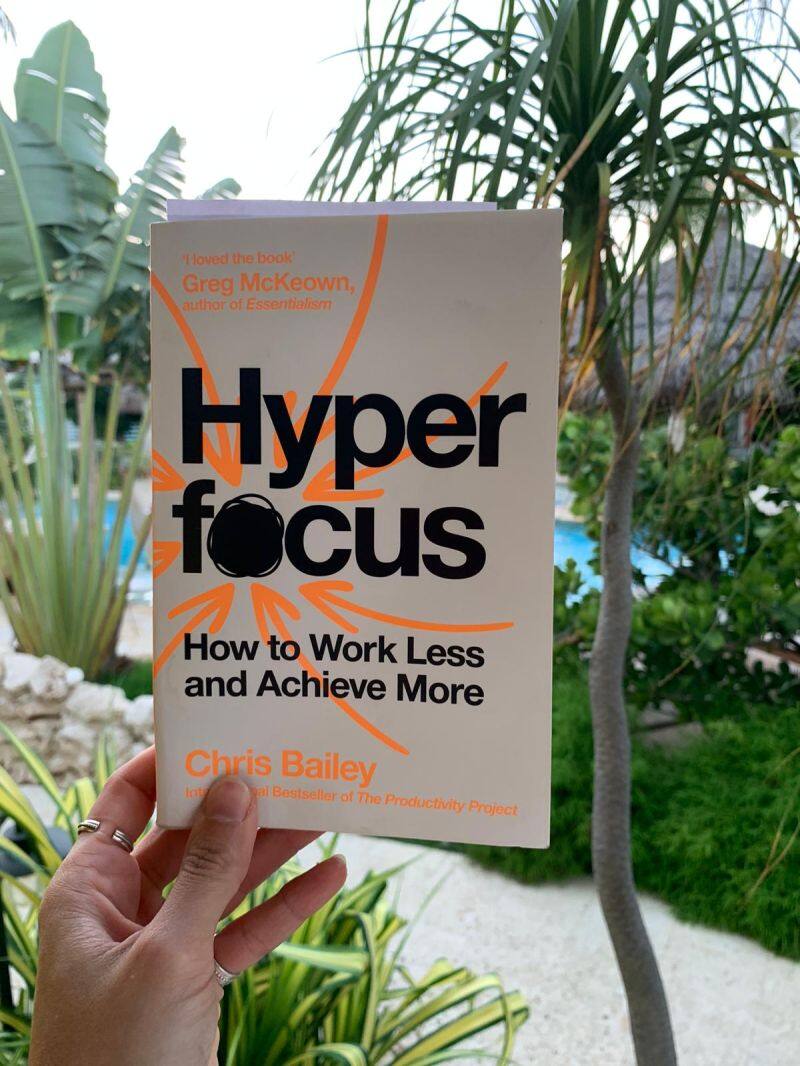 'I loved the book'
Greg McKeown,
author of Essentialism
Hyper
focus
How to Work Less
and Achieve More
Chris Bailey
Bestseller of The Productivity Project